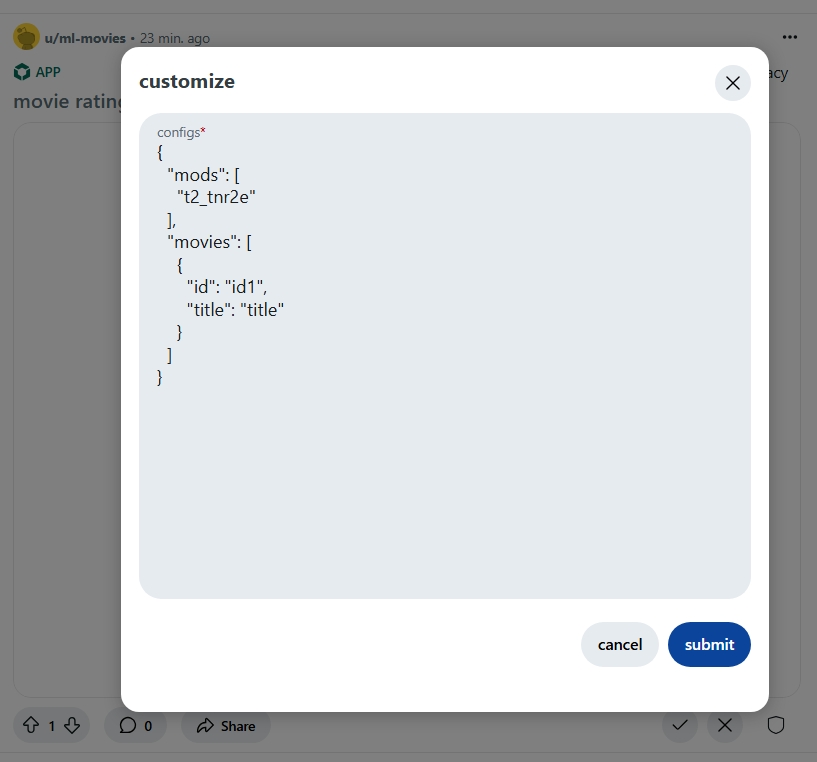 u/ml-movies • 23 min. ago
APP
acy
movie rating
customize
configs*
{
"mods": [
"t2_tnr2e"
],
"movies": [
{
"id": "id1",
"title": "title"
}
]
}
cancel
submit
1
0
Share